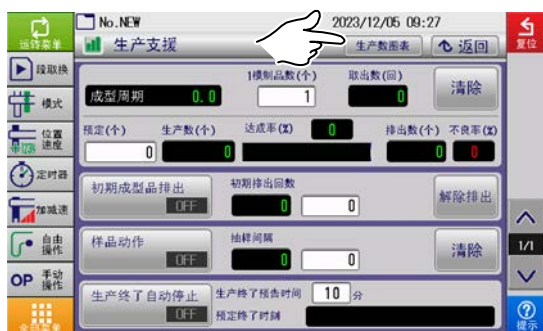 No.NEW 2023/12/05 09:27
运转菜单 生产支援 生产数图表 返回 复位
段取换
模式
位置 速度
定时器
加减速
自由 操作
OP 手动 操作
全部菜单
成型周期 0.0 1模制品数(个) 1 取出数(回) 0 清除
预定(个) 0 生产数(个) 0 达成率(%) 0 排出数(个) 0 不良率(%) 0
初期成型品排出 OFF 初期排出回数 0 0 解除排出
样品动作 OFF 抽样间隔 0 0 清除
生产终了自动停止 OFF 生产终了预告时间 10 分
预定终了时刻
1/1
提示